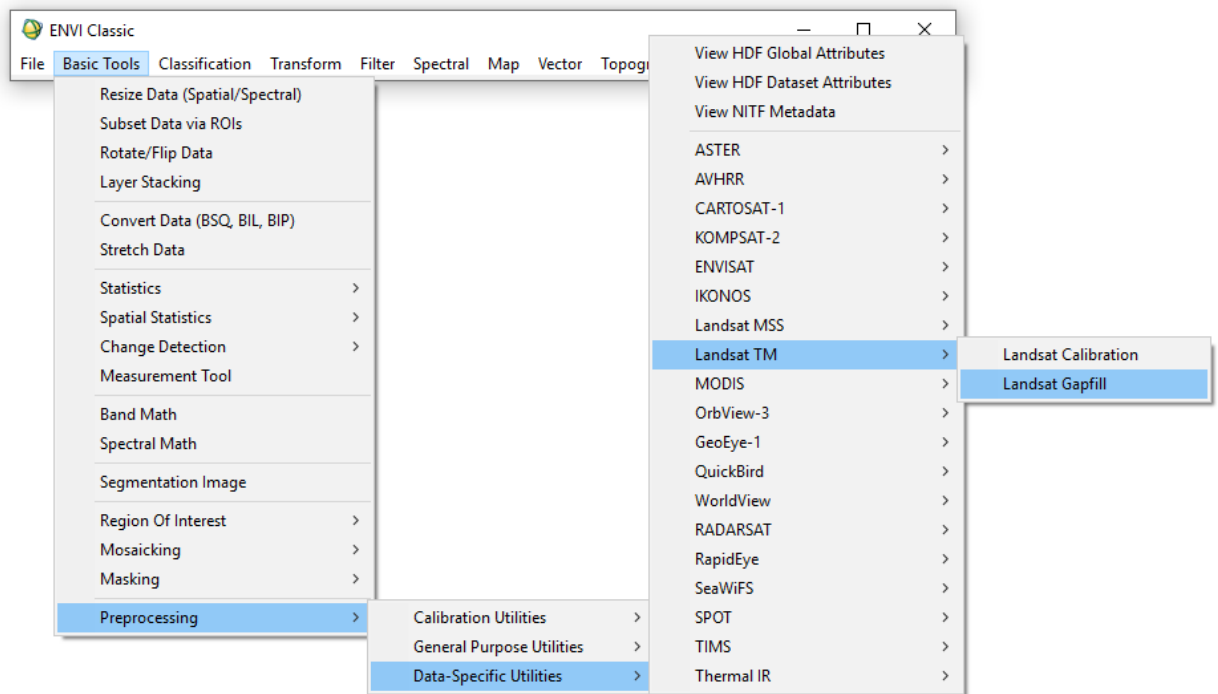 ENVI Classic
File Basic Tools Classification Transform Filter Spectral Map Vector
Resize Data (Spatial/Spectral)
Subset Data via ROIs
Rotate/Flip Data
Layer Stacking
Convert Data (BSQ, BIL, BIP)
Stretch Data
Statistics
Spatial Statistics
Change Detection
Measurement Tool
Band Math
Spectral Math
Segmentation Image
Region Of Interest
Mosaicking
Masking
Preprocessing
Calibration Utilities
General Purpose Utilities
Data-Specific Utilities
View HDF Global Attributes
View HDF Dataset Attributes
View NITF Metadata
ASTER
AVHRR
CARTOSAT-1
KOMPSAT-2
ENVISAT
IKONOS
Landsat MSS
Landsat TM
MODIS
OrbView-3
GeoEye-1
QuickBird
WorldView
RADARSAT
RapidEye
SeaWiFS
SPOT
TIMS
Thermal IR
Landsat Calibration
Landsat Gapfill